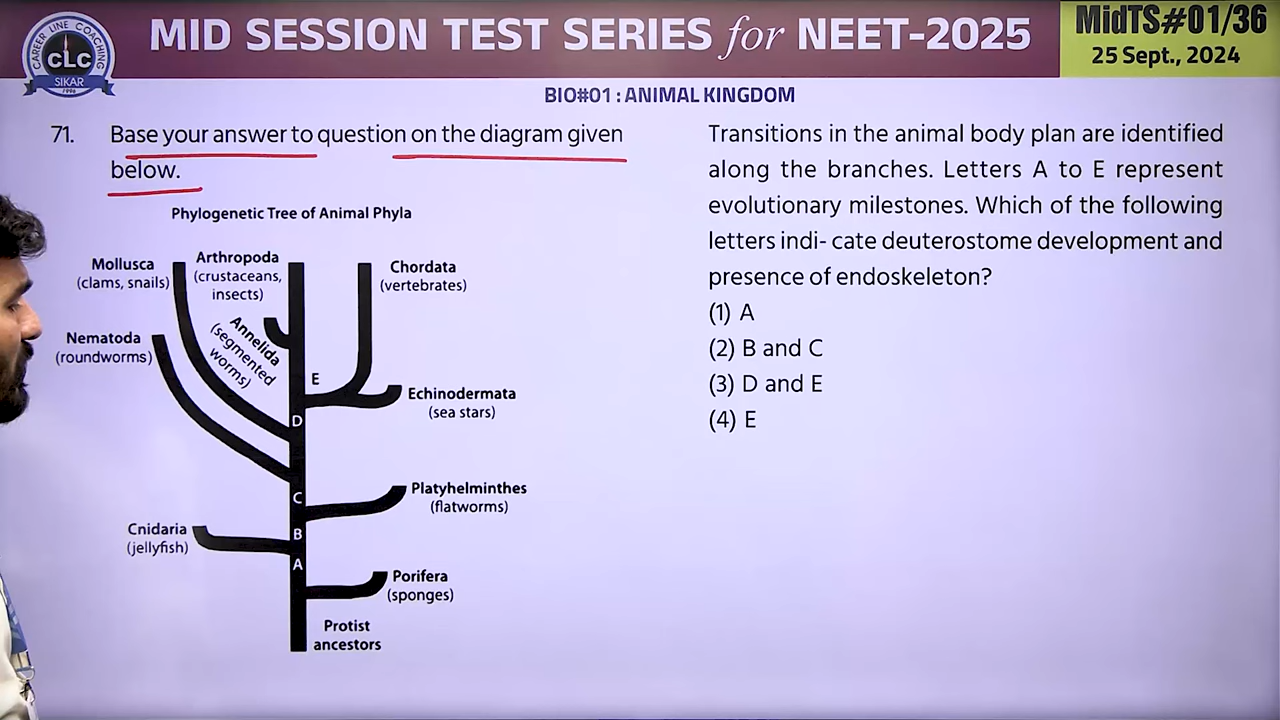 CAREER LINE COACHING
CLC
SIKAR
1996
MID SESSION TEST SERIES for NEET-2025
MidTS#01/36
25 Sept., 2024
BIO#01 : ANIMAL KINGDOM
71. Base your answer to question on the diagram given
below.
Phylogenetic Tree of Animal Phyla
Mollusca
(clams, snails)
Arthropoda
(crustaceans,
insects)
Chordata
(vertebrates)
Nematoda
(roundworms)
Annelida
(segmented
worms)
E
Echinodermata
(sea stars)
D
C
Platyhelminthes
(flatworms)
Cnidaria
(jellyfish)
B
A
Porifera
(sponges)
Protist
ancestors
Transitions in the animal body plan are identified
along the branches. Letters A to E represent
evolutionary milestones. Which of the following
letters indi- cate deuterostome development and
presence of endoskeleton?
(1) A
(2) B and C
(3) D and E
(4) E